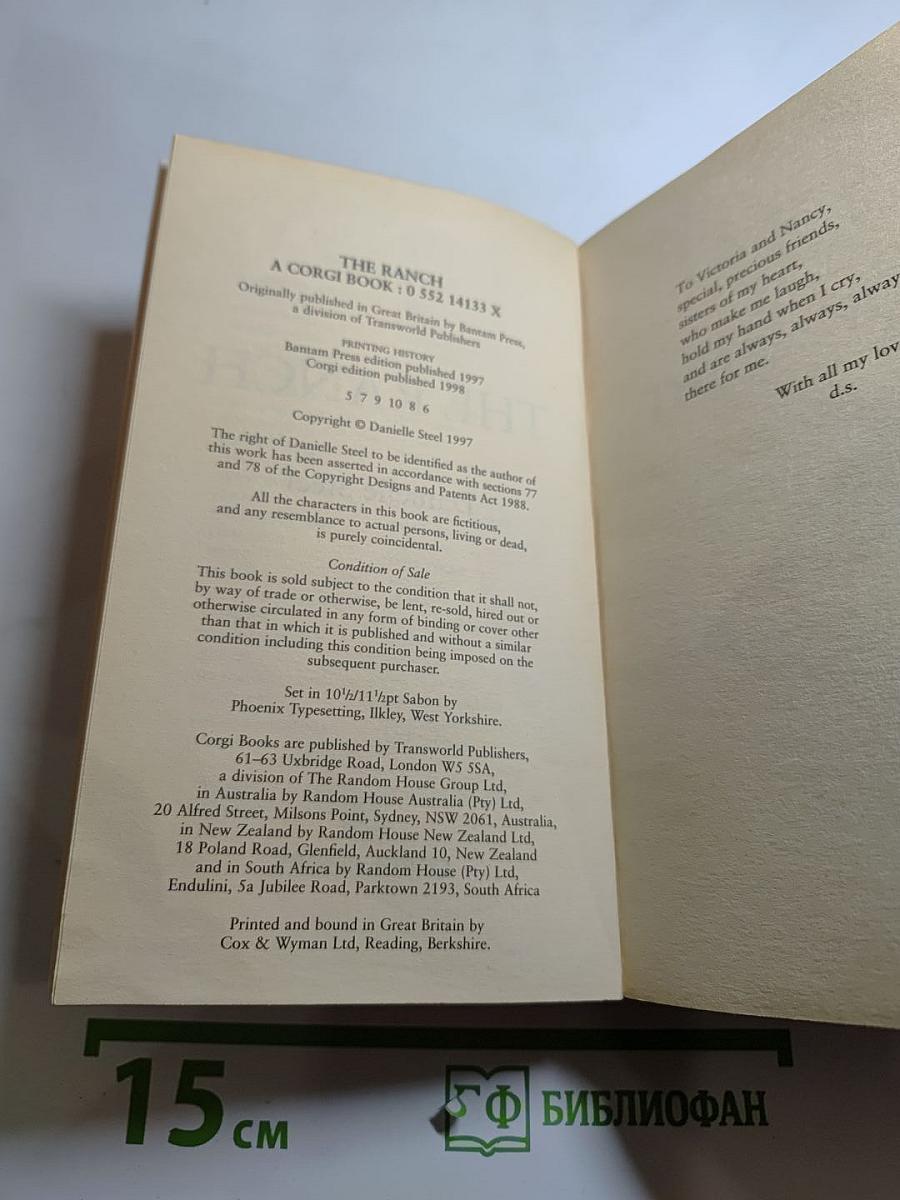 THE RANCH
A CORGI BOOK : 0 552 14133 X
Originally published in Great Britain by Bantam Press,
a division of Transworld Publishers
PRINTING HISTORY
Bantam Press edition published 1997
Corgi edition published 1998
5 7 9 10 8 6
Copyright © Danielle Steel 1997
The right of Danielle Steel to be identified as the author of
this work has been asserted in accordance with sections 77
and 78 of the Copyright Designs and Patents Act 1988.
All the characters in this book are fictitious,
and any resemblance to actual persons, living or dead,
is purely coincidental.
Condition of Sale
This book is sold subject to the condition that it shall not,
by way of trade or otherwise, be lent, re-sold, hired out or
otherwise circulated in any form of binding or cover other
than that in which it is published and without a similar
condition including this condition being imposed on the
subsequent purchaser.
Set in 10½/11½pt Sabon by
Phoenix Typesetting, Ilkley, West Yorkshire.
Corgi Books are published by Transworld Publishers,
61–63 Uxbridge Road, London W5 5SA,
a division of The Random House Group Ltd,
in Australia by Random House Australia (Pty) Ltd,
20 Alfred Street, Milsons Point, Sydney, NSW 2061, Australia,
in New Zealand by Random House New Zealand Ltd,
18 Poland Road, Glenfield, Auckland 10, New Zealand
and in South Africa by Random House (Pty) Ltd,
Endulini, 5a Jubilee Road, Parktown 2193, South Africa
Printed and bound in Great Britain by
Cox & Wyman Ltd, Reading, Berkshire.
To Victoria and Nancy,
special, precious friends,
sisters of my heart,
who make me laugh,
hold my hand when I cry,
and are always, always, alway
there for me.
With all my lov
d.s.
15 см
БФ БИБЛИОФАН